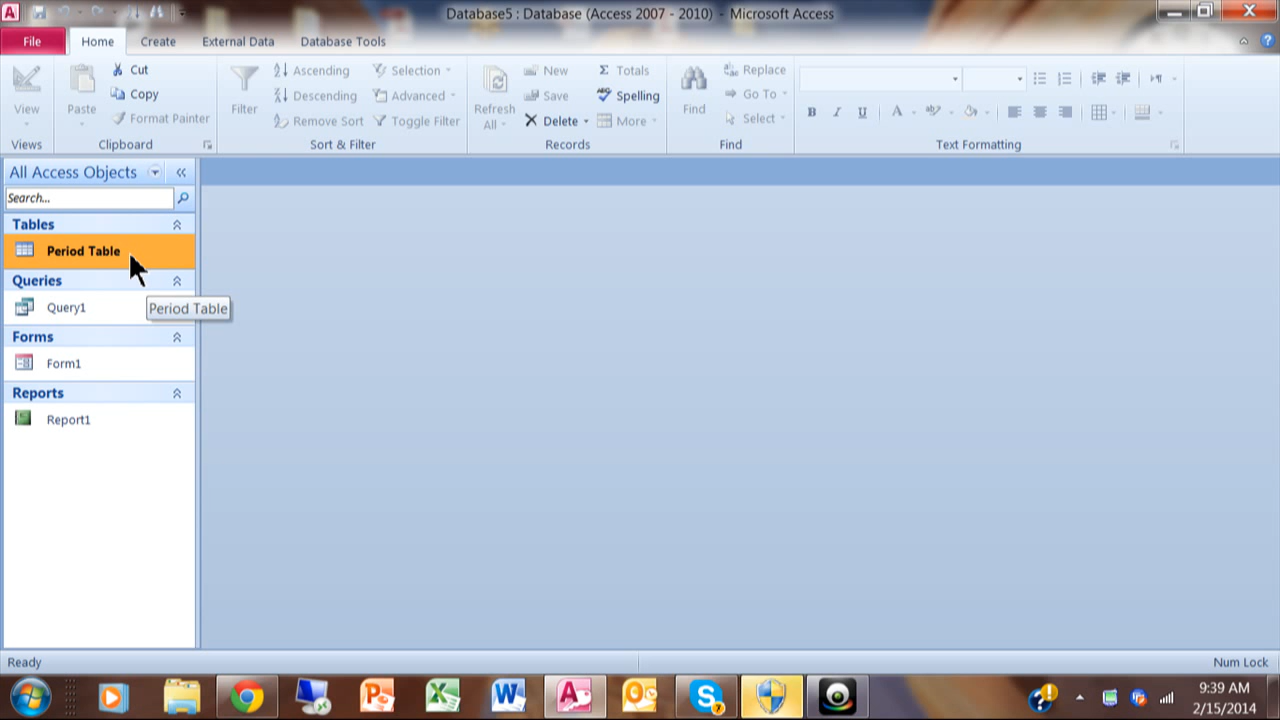 Database5 : Database (Access 2007 - 2010) - Microsoft Access
File Home Create External Data Database Tools
View
Views
Paste
Cut
Copy
Format Painter
Clipboard
Filter
Ascending
Descending
Remove Sort
Selection
Advanced
Toggle Filter
Sort & Filter
Refresh
All
New
Save
Delete
Totals
Spelling
More
Records
Find
Replace
Go To
Select
Find
B I U A
Text Formatting
All Access Objects
Search...
Tables
Period Table
Queries
Query1
Period Table
Forms
Form1
Reports
Report1
Ready
Num Lock
9:39 AM
2/15/2014